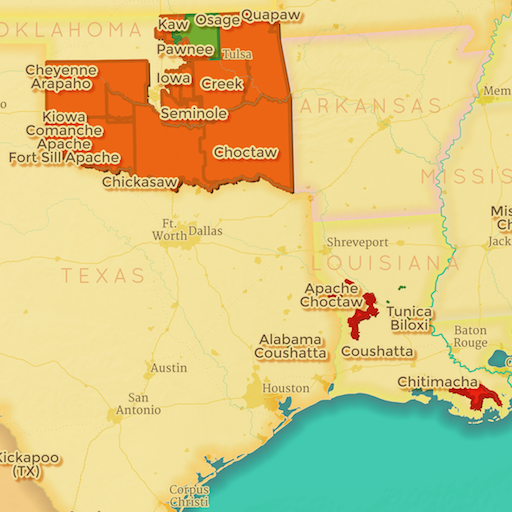 OKLAHOMA
Kaw
Osage
Quapaw
Pawnee
Tulsa
Cheyenne
Arapaho
Iowa
Creek
ARKANSAS
Mem
Kiowa
Comanche
Apache
Fort Sill Apache
Seminole
Choctaw
Chickasaw
MISSIS
Mis
Ch
Jack
Ft.
Worth
Dallas
Shreveport
TEXAS
LOUISIANA
Apache
Choctaw
Tunica
Biloxi
Alabama
Coushatta
Coushatta
Baton
Rouge
Austin
Houston
Chitimacha
San
Antonio
Kickapoo
(TX)
Corpus
Christi